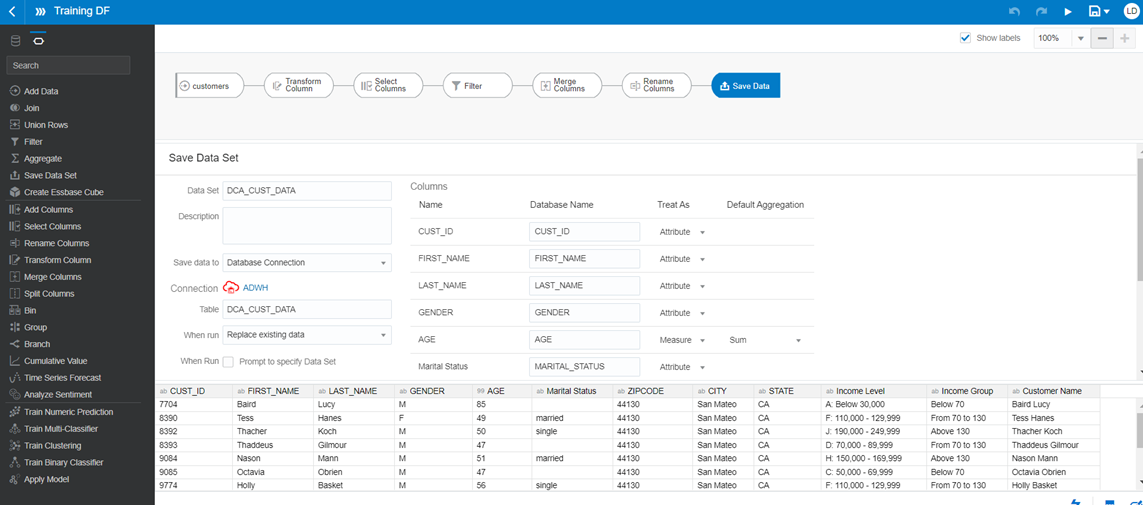 Training DF
LD
Show labels 100%
Search
Add Data
Join
Union Rows
Filter
Aggregate
Save Data Set
Create Essbase Cube
Add Columns
Select Columns
Rename Columns
Transform Column
Merge Columns
Split Columns
Bin
Group
Branch
Cumulative Value
Time Series Forecast
Analyze Sentiment
Train Numeric Prediction
Train Multi-Classifier
Train Clustering
Train Binary Classifier
Apply Model
customers
Transform
Column
Select
Columns
Filter
Merge
Columns
Rename
Columns
Save Data
Save Data Set
Data Set DCA_CUST_DATA
Description
Save data to Database Connection
Connection ADWH
Table DCA_CUST_DATA
When run Replace existing data
When Run Prompt to specify Data Set
Columns
Name Database Name Treat As Default Aggregation
CUST_ID CUST_ID Attribute
FIRST_NAME FIRST_NAME Attribute
LAST_NAME LAST_NAME Attribute
GENDER GENDER Attribute
AGE AGE Measure Sum
Marital Status MARITAL_STATUS Attribute
ab CUST_ID ab FIRST_NAME ab LAST_NAME ab GENDER 99 AGE ab Marital Status ab ZIPCODE ab CITY ab STATE ab Income Level ab Income Group ab Customer Name
7704 Baird Lucy M 85 44130 San Mateo CA A: Below 30,000 Below 70 Baird Lucy
8390 Tess Hanes F 49 married 44130 San Mateo CA F: 110,000 - 129,999 From 70 to 130 Tess Hanes
8392 Thacher Koch M 50 single 44130 San Mateo CA J: 190,000 - 249,999 Above 130 Thacher Koch
8393 Thaddeus Gilmour M 47 44130 San Mateo CA D: 70,000 - 89,999 From 70 to 130 Thaddeus Gilmour
9084 Nason Mann M 51 married 44130 San Mateo CA H: 150,000 - 169,999 Above 130 Nason Mann
9085 Octavia Obrien M 47 44130 San Mateo CA C: 50,000 - 69,999 Below 70 Octavia Obrien
9774 Holly Basket M 56 single 44130 San Mateo CA F: 110,000 - 129,999 From 70 to 130 Holly Basket